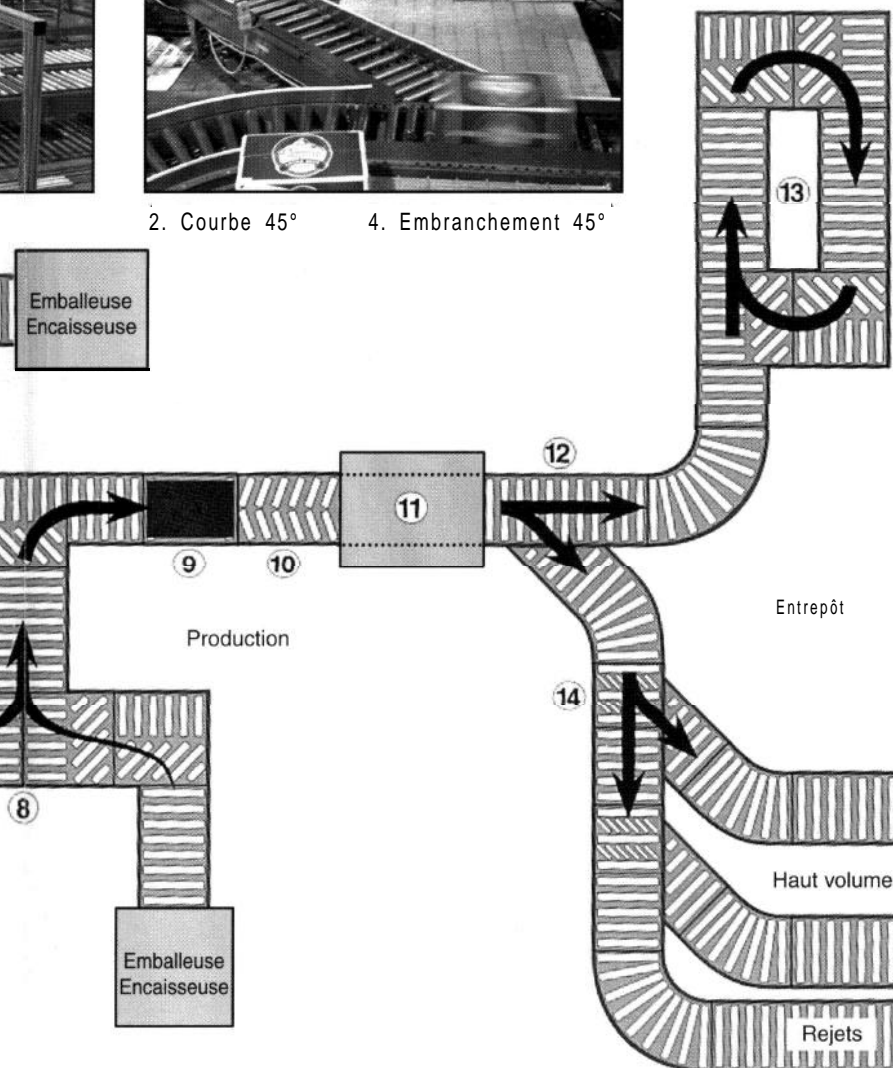 2. Courbe 45°
4. Embranchement 45°
13
Emballeuse
Encaisseuse
12
11
9
10
Entrepôt
Production
14
8
Haut volume
Emballeuse
Encaisseuse
Rejets